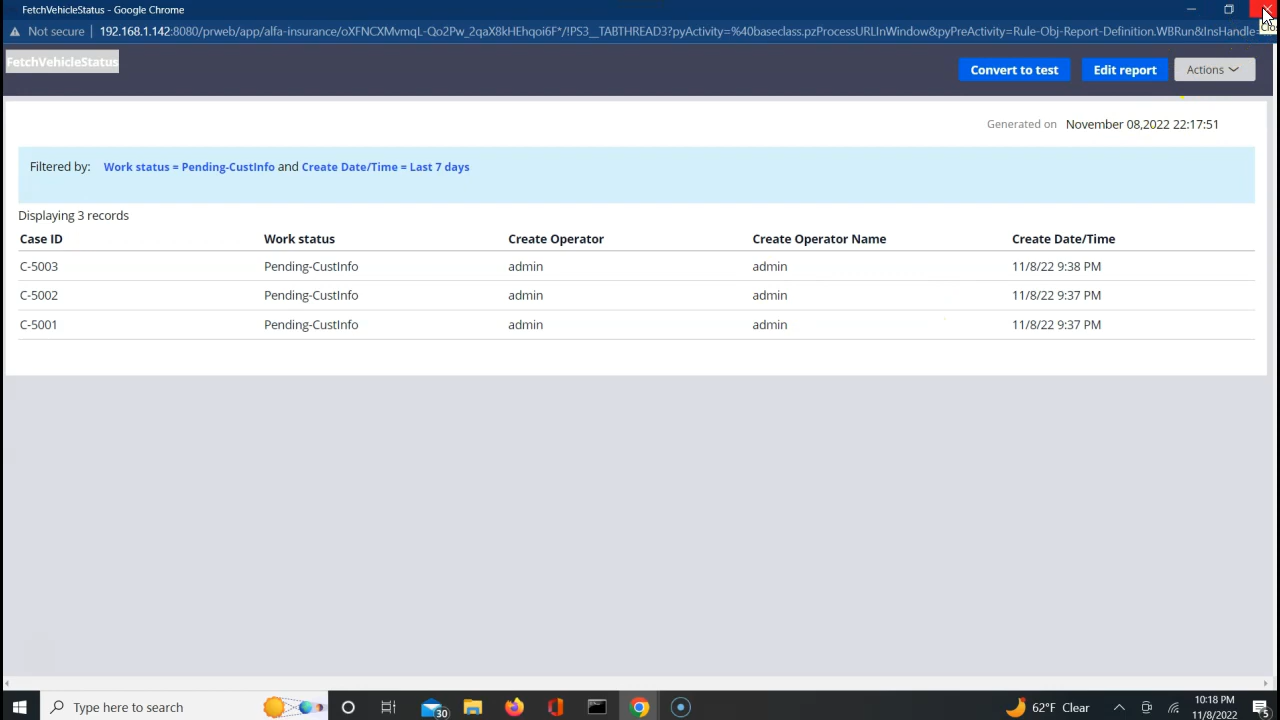 FetchVehicleStatus - Google Chrome
Not secure | 192.168.1.142:8080/prweb/app/alfa-insurance/oXFNCXMvmqL-Qo2Pw_2qaX8kHEhqoi6F*/!PS3__TABTHREAD3?pyActivity=%40baseclass.pzProcessURLInWindow&pyPreActivity=Rule-Obj-Report-Definition.WBRun&InsHandle=...
FetchVehicleStatus
Convert to test Edit report Actions
Generated on November 08,2022 22:17:51
Filtered by: Work status = Pending-CustInfo and Create Date/Time = Last 7 days
Displaying 3 records
Case ID Work status Create Operator Create Operator Name Create Date/Time
C-5003 Pending-CustInfo admin admin 11/8/22 9:38 PM
C-5002 Pending-CustInfo admin admin 11/8/22 9:37 PM
C-5001 Pending-CustInfo admin admin 11/8/22 9:37 PM
Type here to search 30 62°F Clear 10:18 PM
11/8/2022 5